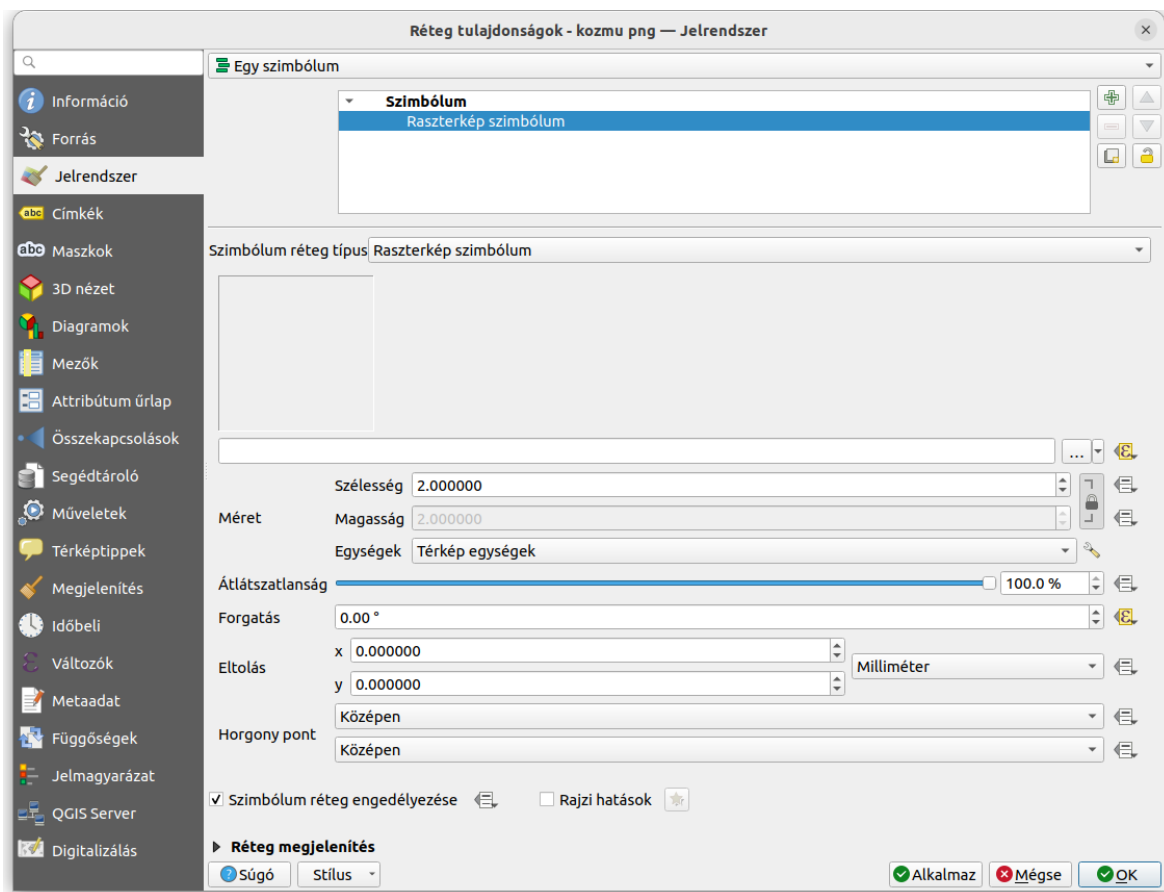 Réteg tulajdonságok - kozmu png — Jelrendszer
Egy szimbólum
Információ
Forrás
Jelrendszer
abc Címkék
abc Maszkok
3D nézet
Diagramok
Mezők
Attribútum űrlap
Összekapcsolások
Segédtároló
Műveletek
Térképtippek
Megjelenítés
Időbeli
Változók
Metaadat
Függőségek
Jelmagyarázat
QGIS Server
Digitalizálás
Szimbólum
Raszterkép szimbólum
Szimbólum réteg típus Raszterkép szimbólum
...
Méret
Szélesség 2.000000
Magasság 2.000000
Egységek Térkép egységek
Átlátszatlanság 100.0 %
Forgatás 0.00 °
Eltolás
x 0.000000
y 0.000000
Milliméter
Horgony pont
Középen
Középen
Szimbólum réteg engedélyezése
Rajzi hatások
Réteg megjelenítés
Súgó Stílus Alkalmaz Mégse OK